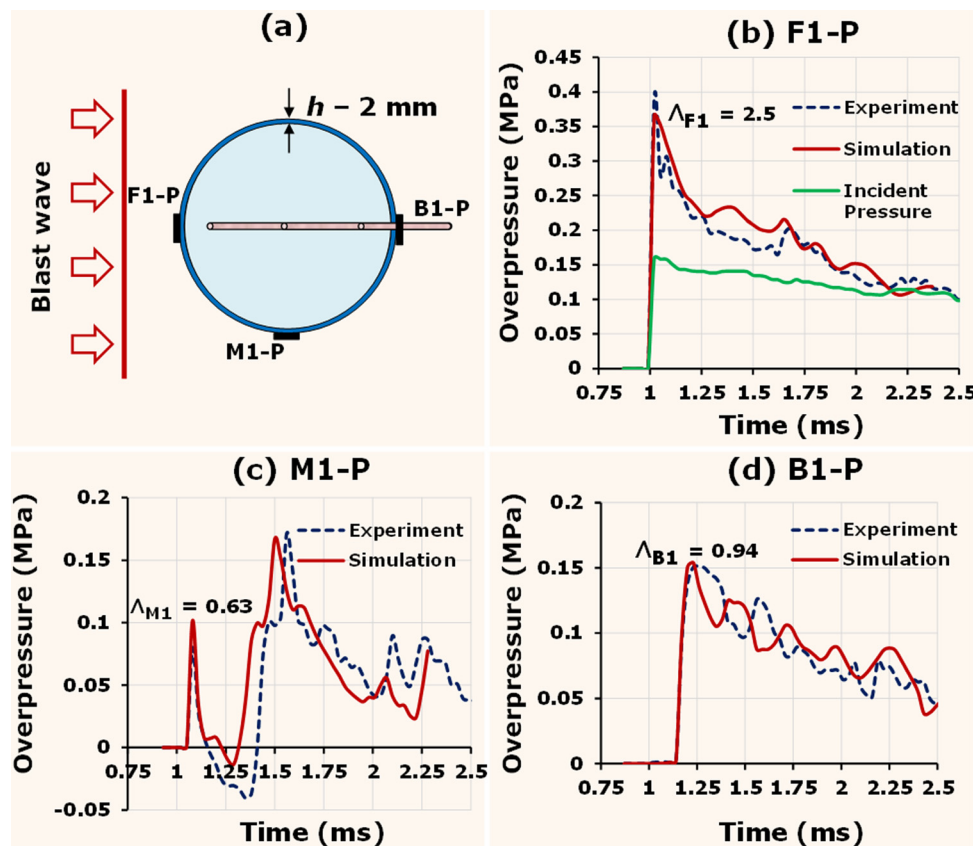 (a)
h – 2 mm
Blast wave
F1-P
B1-P
M1-P
(b) F1-P
Overpressure (MPa)
0.45
0.4
0.35
0.3
0.25
0.2
0.15
0.1
0.05
0
ΛF1 = 2.5
Experiment
Simulation
Incident
Pressure
0.75 1 1.25 1.5 1.75 2 2.25 2.5
Time (ms)
(c) M1-P
Overpressure (MPa)
0.2
0.15
0.1
0.05
0
-0.05
Experiment
Simulation
ΛM1 = 0.63
0.75 1 1.25 1.5 1.75 2 2.25 2.5
Time (ms)
(d) B1-P
Overpressure (MPa)
0.2
0.15
0.1
0.05
0
Experiment
Simulation
ΛB1 = 0.94
0.75 1 1.25 1.5 1.75 2 2.25 2.5
Time (ms)